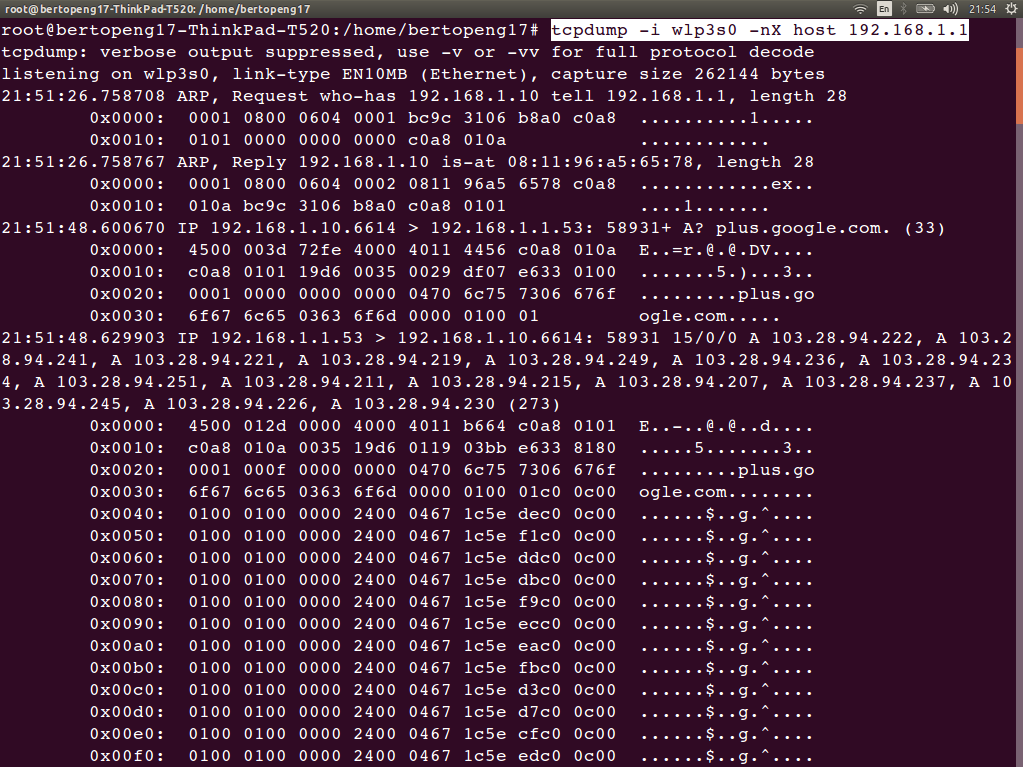 root@bertopeng17-ThinkPad-T520: /home/bertopeng17
En
21:54
root@bertopeng17-ThinkPad-T520:/home/bertopeng17# tcpdump -i wlp3s0 -nX host 192.168.1.1
tcpdump: verbose output suppressed, use -v or -vv for full protocol decode
listening on wlp3s0, link-type EN10MB (Ethernet), capture size 262144 bytes
21:51:26.758708 ARP, Request who-has 192.168.1.10 tell 192.168.1.1, length 28
0x0000:  0001 0800 0604 0001 bc9c 3106 b8a0 c0a8  ..........1.....
0x0010:  0101 0000 0000 0000 c0a8 010a            ............
21:51:26.758767 ARP, Reply 192.168.1.10 is-at 08:11:96:a5:65:78, length 28
0x0000:  0001 0800 0604 0002 0811 96a5 6578 c0a8  ............ex..
0x0010:  010a bc9c 3106 b8a0 c0a8 0101            ....1.......
21:51:48.600670 IP 192.168.1.10.6614 > 192.168.1.1.53: 58931+ A? plus.google.com. (33)
0x0000:  4500 003d 72fe 4000 4011 4456 c0a8 010a  E..=r.@.@.DV....
0x0010:  c0a8 0101 19d6 0035 0029 df07 e633 0100  .......5.)...3..
0x0020:  0001 0000 0000 0000 0470 6c75 7306 676f  .........plus.go
0x0030:  6f67 6c65 0363 6f6d 0000 0100 01         ogle.com.....
21:51:48.629903 IP 192.168.1.1.53 > 192.168.1.10.6614: 58931 15/0/0 A 103.28.94.222, A 103.2
8.94.241, A 103.28.94.221, A 103.28.94.219, A 103.28.94.249, A 103.28.94.236, A 103.28.94.23
4, A 103.28.94.251, A 103.28.94.211, A 103.28.94.215, A 103.28.94.207, A 103.28.94.237, A 10
3.28.94.245, A 103.28.94.226, A 103.28.94.230 (273)
0x0000:  4500 012d 0000 4000 4011 b664 c0a8 0101  E..-..@.@..d....
0x0010:  c0a8 010a 0035 19d6 0119 03bb e633 8180  .....5.......3..
0x0020:  0001 000f 0000 0000 0470 6c75 7306 676f  .........plus.go
0x0030:  6f67 6c65 0363 6f6d 0000 0100 01c0 0c00  ogle.com........
0x0040:  0100 0100 0000 2400 0467 1c5e dec0 0c00  ......$..g.^....
0x0050:  0100 0100 0000 2400 0467 1c5e f1c0 0c00  ......$..g.^....
0x0060:  0100 0100 0000 2400 0467 1c5e ddc0 0c00  ......$..g.^....
0x0070:  0100 0100 0000 2400 0467 1c5e dbc0 0c00  ......$..g.^....
0x0080:  0100 0100 0000 2400 0467 1c5e f9c0 0c00  ......$..g.^....
0x0090:  0100 0100 0000 2400 0467 1c5e ecc0 0c00  ......$..g.^....
0x00a0:  0100 0100 0000 2400 0467 1c5e eac0 0c00  ......$..g.^....
0x00b0:  0100 0100 0000 2400 0467 1c5e fbc0 0c00  ......$..g.^....
0x00c0:  0100 0100 0000 2400 0467 1c5e d3c0 0c00  ......$..g.^....
0x00d0:  0100 0100 0000 2400 0467 1c5e d7c0 0c00  ......$..g.^....
0x00e0:  0100 0100 0000 2400 0467 1c5e cfc0 0c00  ......$..g.^....
0x00f0:  0100 0100 0000 2400 0467 1c5e edc0 0c00  ......$..g.^....